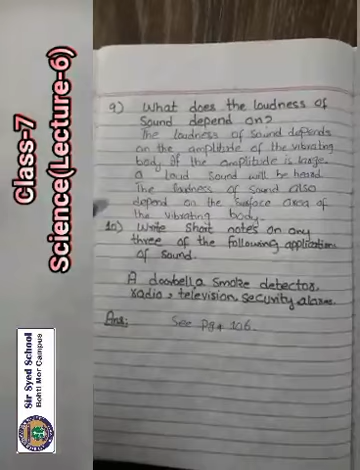 Class-7
Science(Lecture-6)
Sir Syed School
Bohti Mor Campus
9) What does the loudness of
Sound depend on?
The loudness of sound depends
on the amplitude of the vibrating
body if the amplitude is large
a loud sound will be heard
The loudness of sound also
depend on the surface area of
the vibrating body.
10) Write short notes on any
three of the following application
of sound.
A doorbell a smoke detector,
radio, television, security alarm.
Ans: See Pg# 106.